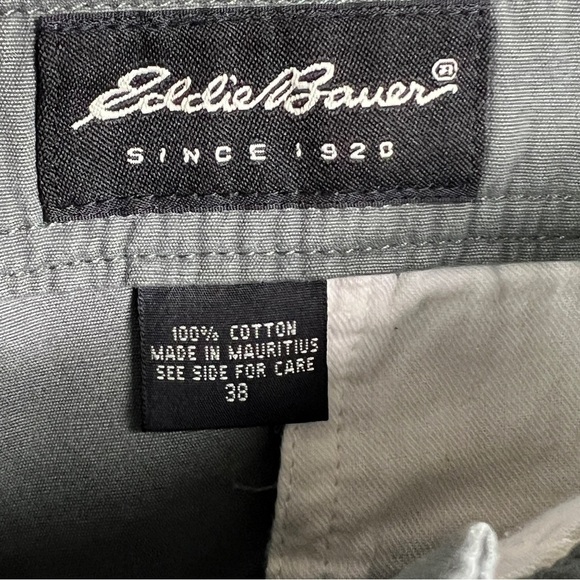 Eddie Bauer®
SINCE 1920
100% COTTON
MADE IN MAURITIUS
SEE SIDE FOR CARE
38